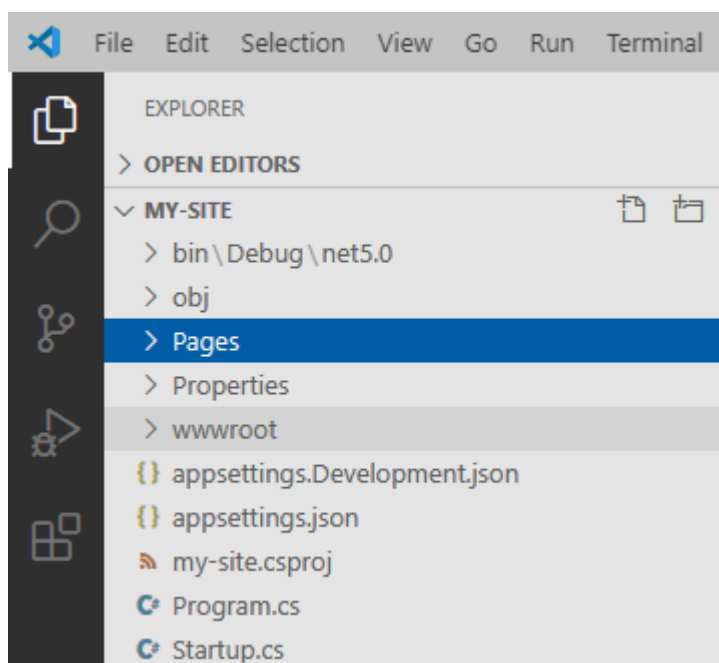 File Edit Selection View Go Run Terminal
EXPLORER
OPEN EDITORS
MY-SITE
bin\Debug\net5.0
obj
Pages
Properties
wwwroot
{} appsettings.Development.json
{} appsettings.json
my-site.csproj
C# Program.cs
C# Startup.cs